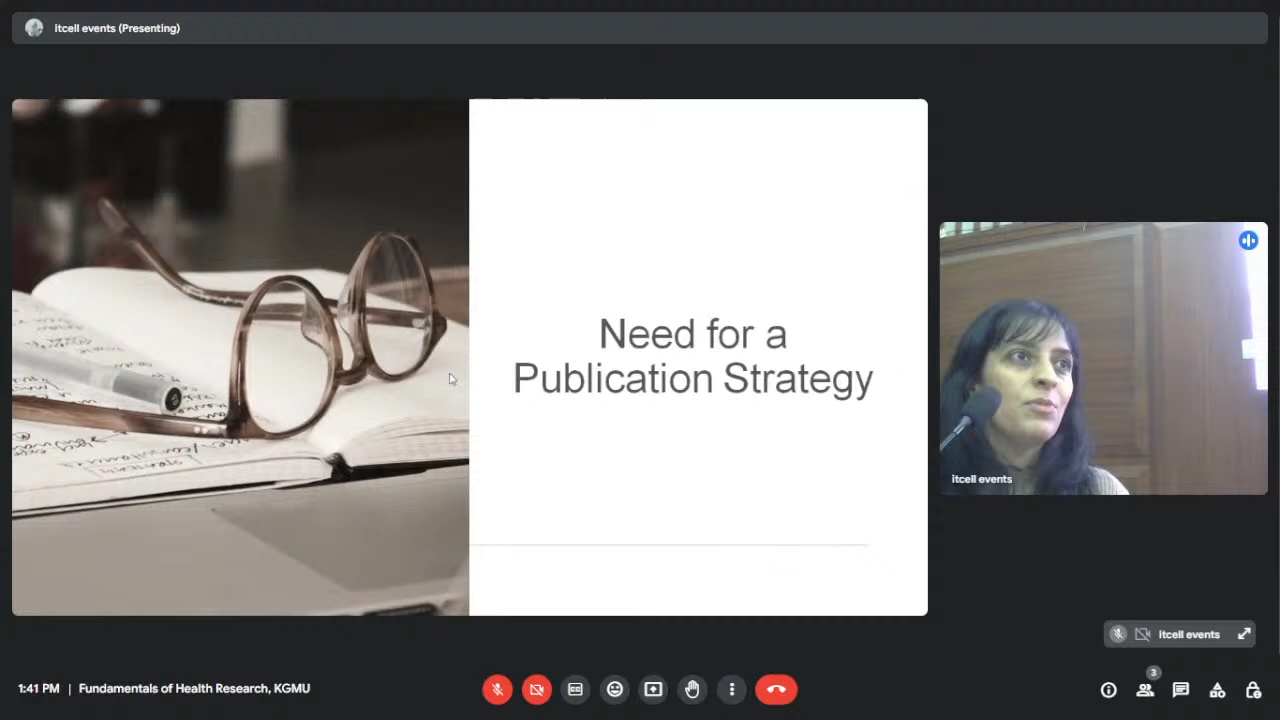 itcell events (Presenting)
Need for a
Publication Strategy
itcell events
itcell events
3
1:41 PM | Fundamentals of Health Research, KGMU